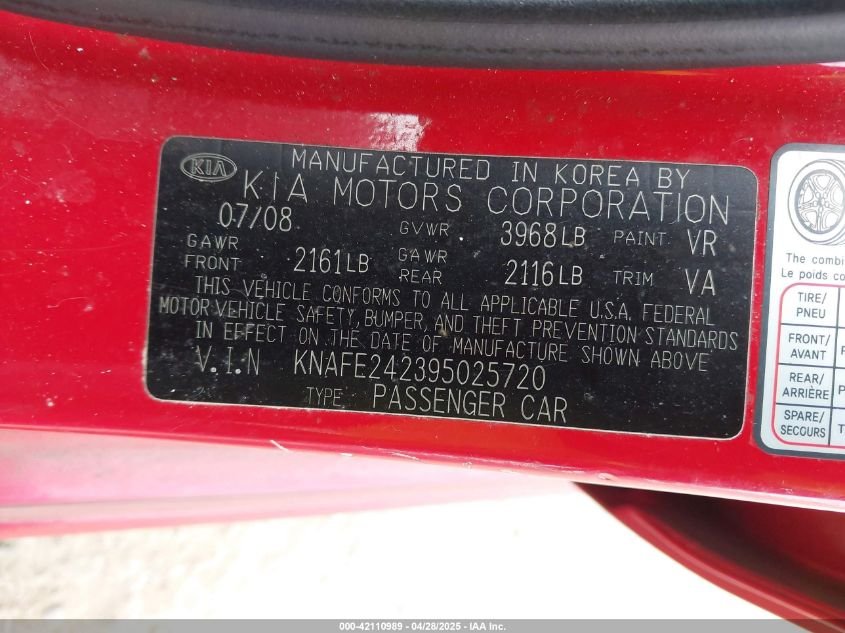 KIA
MANUFACTURED IN KOREA BY
KIA MOTORS CORPORATION
07/08 GVWR 3968LB PAINT VR
GAWR FRONT 2161LB GAWR REAR 2116LB TRIM VA
THIS VEHICLE CONFORMS TO ALL APPLICABLE U.S.A. FEDERAL
MOTOR VEHICLE SAFETY, BUMPER, AND THEFT PREVENTION STANDARDS
IN EFFECT ON THE DATE OF MANUFACTURE SHOWN ABOVE
V.I.N KNAFE242395025720
TYPE: PASSENGER CAR
The combi
Le poids c
TIRE/
PNEU
FRONT/
AVANT
REAR/
ARRIÈRE
SPARE/
SECOURS
000-42110989 - 04/28/2025 - IAA Inc.